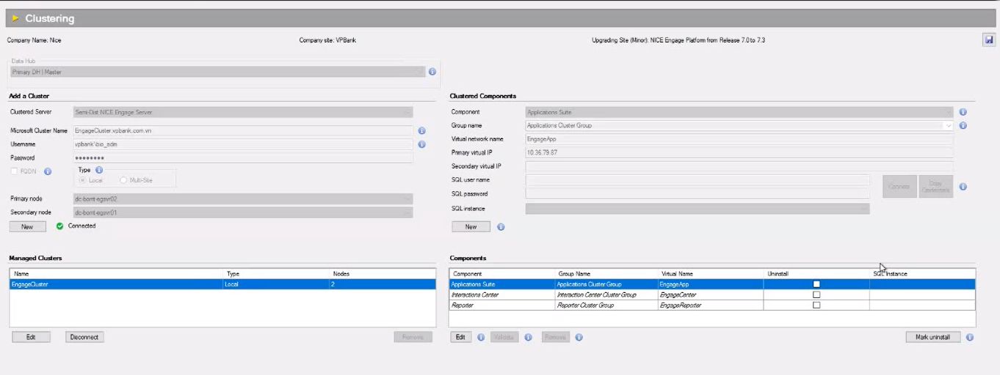 Clustering
Company Name: Nice
Company site: VPBank
Upgrading Site (Minor): NICE Engage Platform from Release 7.0 to 7.3
Data Hub
Primary DH | Master
Add a Cluster
Clustered Server
Semi-Dist NICE Engage Server
Microsoft Cluster Name
EngageCluster.vpbank.com.vn
Username
vpbank\bio_adm
Password
••••••••
FQDN
Type
Local
Multi-Site
Primary node
dc-bomt-egsvr02
Secondary node
dc-bomt-egsvr01
New
Connected
Clustered Components
Component
Applications Suite
Group name
Applications Cluster Group
Virtual network name
EngageApp
Primary virtual IP
10.36.79.87
Secondary virtual IP
SQL user name
SQL password
Connect
Copy Credentials
SQL instance
New
Managed Clusters
Name Type Nodes
EngageCluster Local 2
Edit
Disconnect
Remove
Components
Component Group Name Virtual Name Uninstall SQL Instance
Applications Suite Applications Cluster Group EngageApp
Interactions Center Interaction Center Cluster Group EngageCenter
Reporter Reporter Cluster Group EngageReporter
Edit
Validate
Remove
Mark uninstall